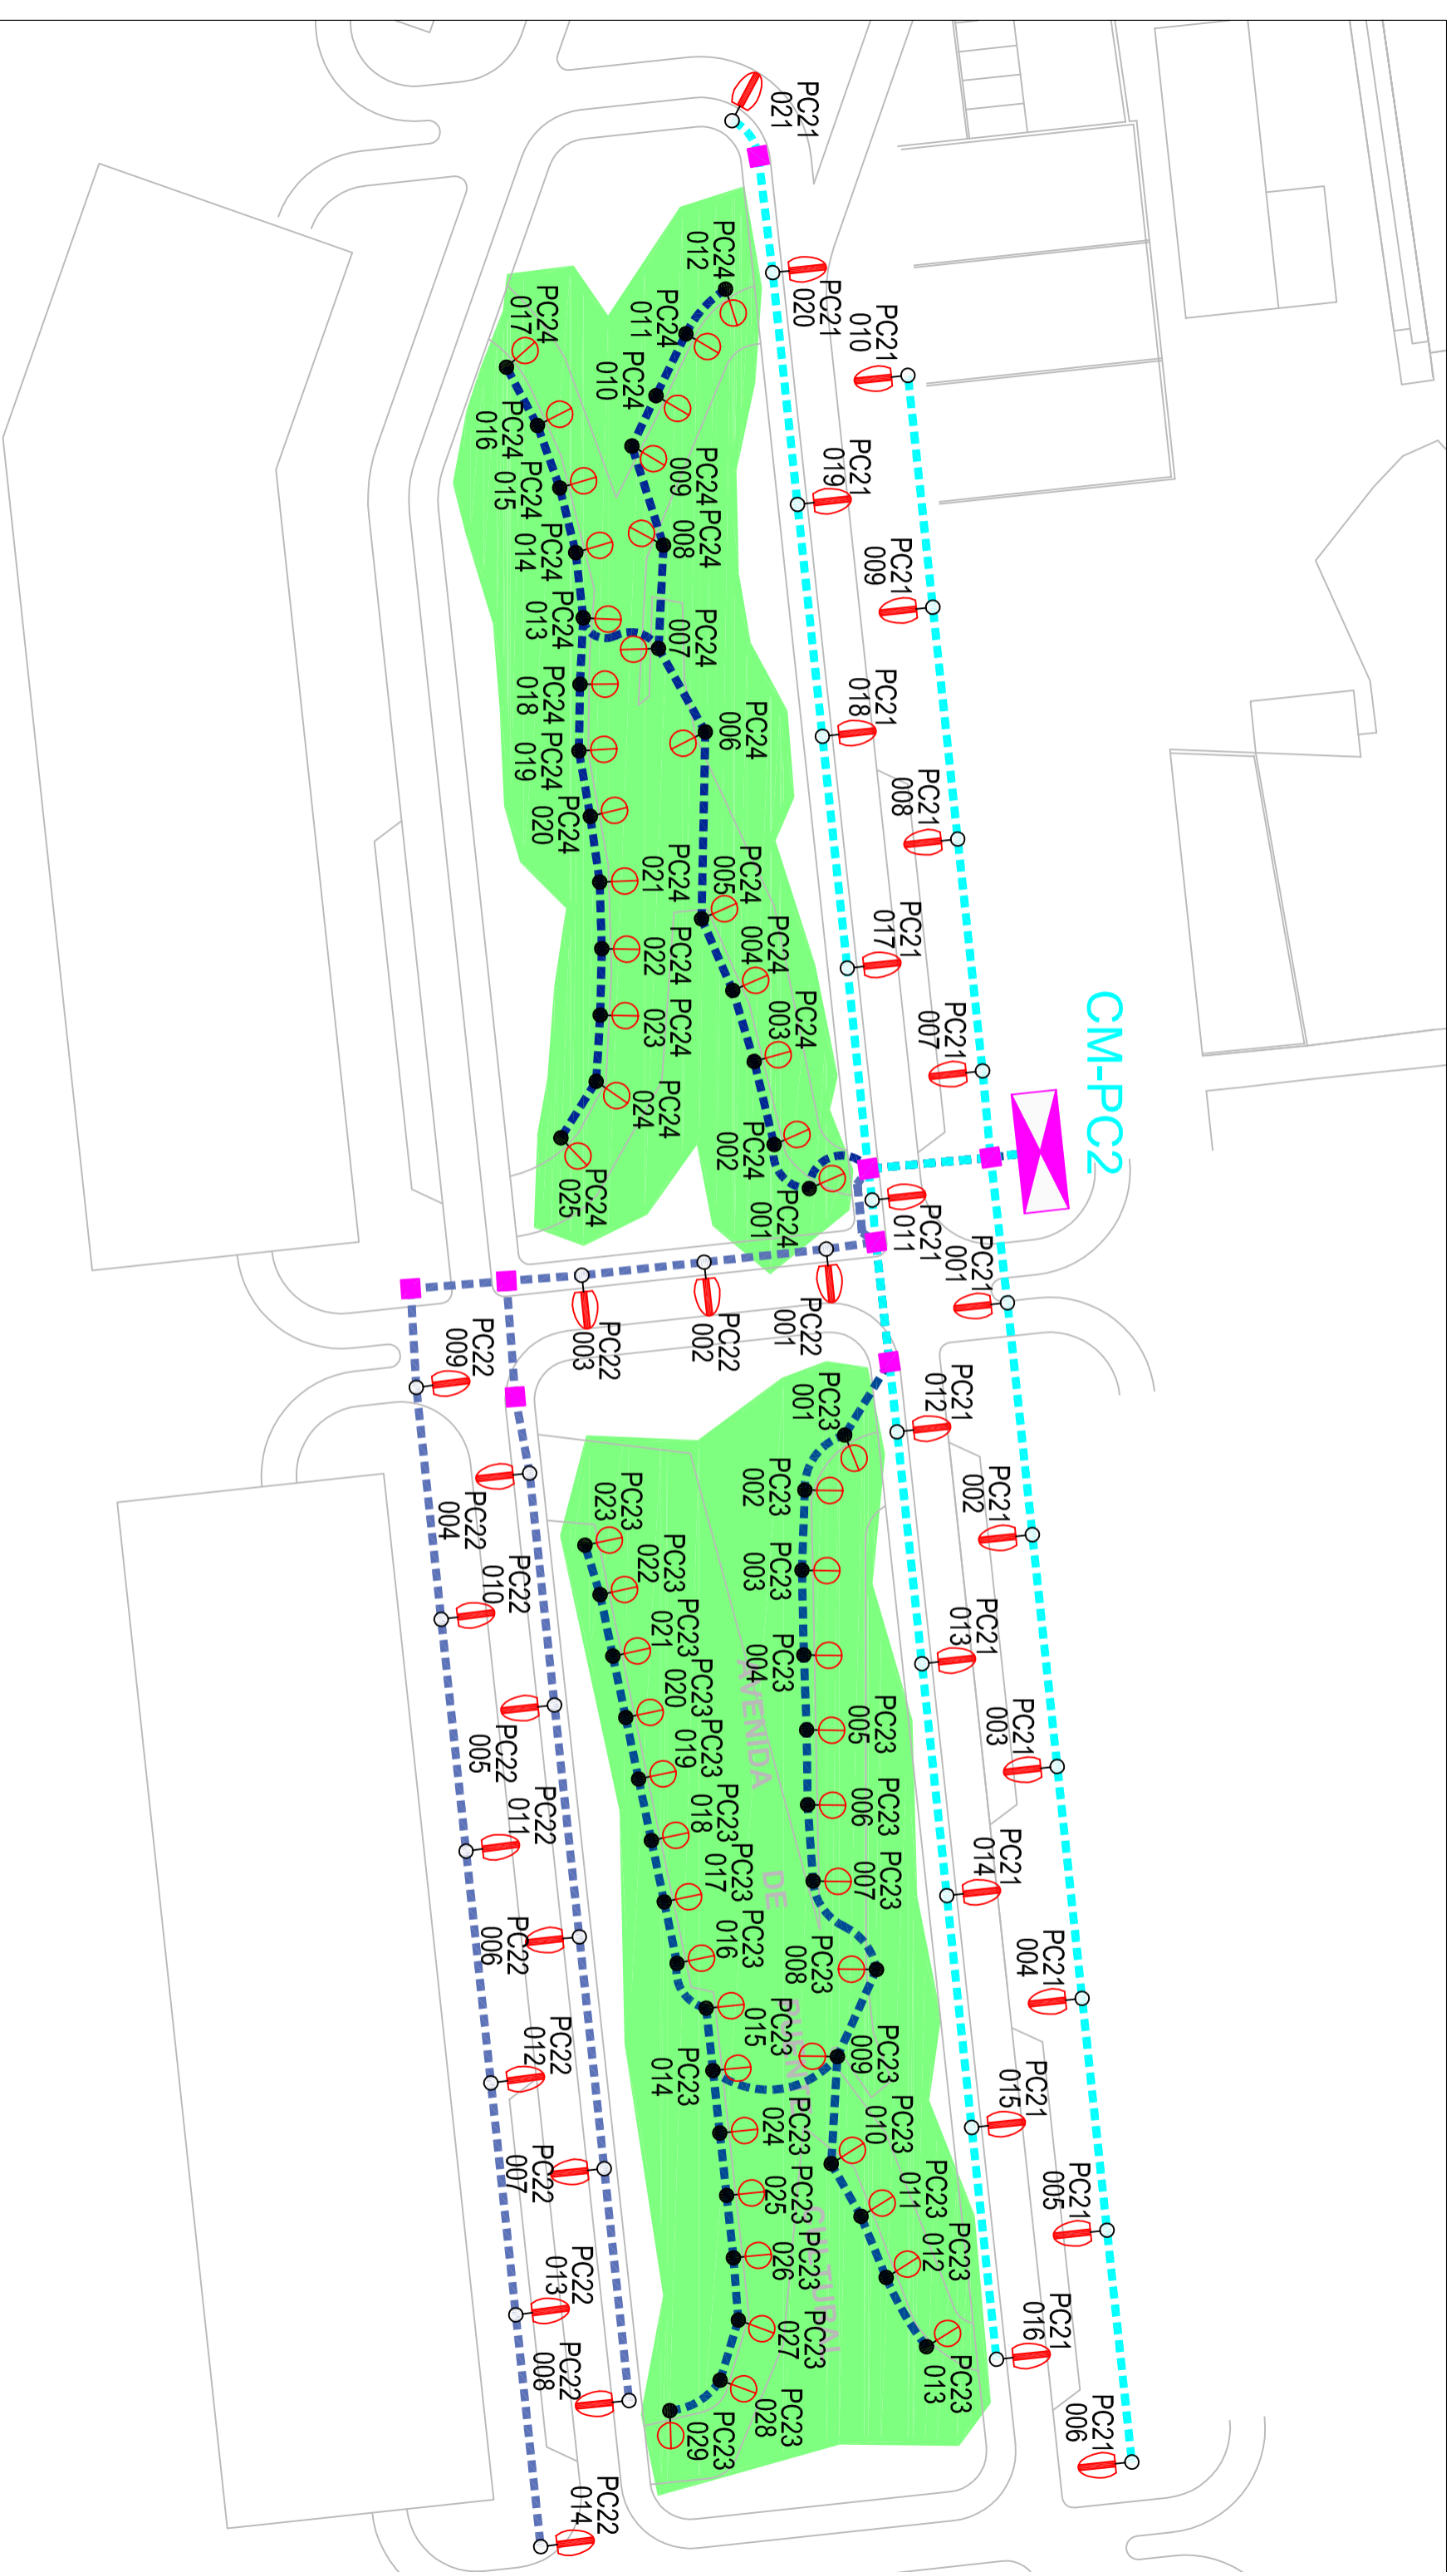 CM-PC2
PC21
001
PC21
002
PC21
003
PC21
004
PC21
005
PC21
006
PC21
007
PC21
008
PC21
009
PC21
010
PC21
011
PC21
012
PC21
013
PC21
014
PC21
015
PC21
016
PC21
017
PC21
018
PC21
019
PC21
020
PC21
021
PC22
001
PC22
002
PC22
003
PC22
004
PC22
005
PC22
006
PC22
007
PC22
008
PC22
009
PC22
010
PC22
011
PC22
012
PC22
013
PC22
014
PC23
001
PC23
002
PC23
003
PC23
004
PC23
005
PC23
006
PC23
007
PC23
008
PC23
009
PC23
010
PC23
011
PC23
012
PC23
013
PC23
014
PC23
015
PC23
016
PC23
017
PC23
018
PC23
019
PC23
020
PC23
021
PC23
022
PC23
023
PC23
024
PC23
025
PC23
026
PC23
027
PC23
028
PC23
029
PC24
001
PC24
002
PC24
003
PC24
004
PC24
005
PC24
006
PC24
007
PC24
008
PC24
009
PC24
010
PC24
011
PC24
012
PC24
013
PC24
014
PC24
015
PC24
016
PC24
017
PC24
018
PC24
019
PC24
020
PC24
021
PC24
022
PC24
023
PC24
024
PC24
025
AVENIDA DE PUENTE CULTURAL